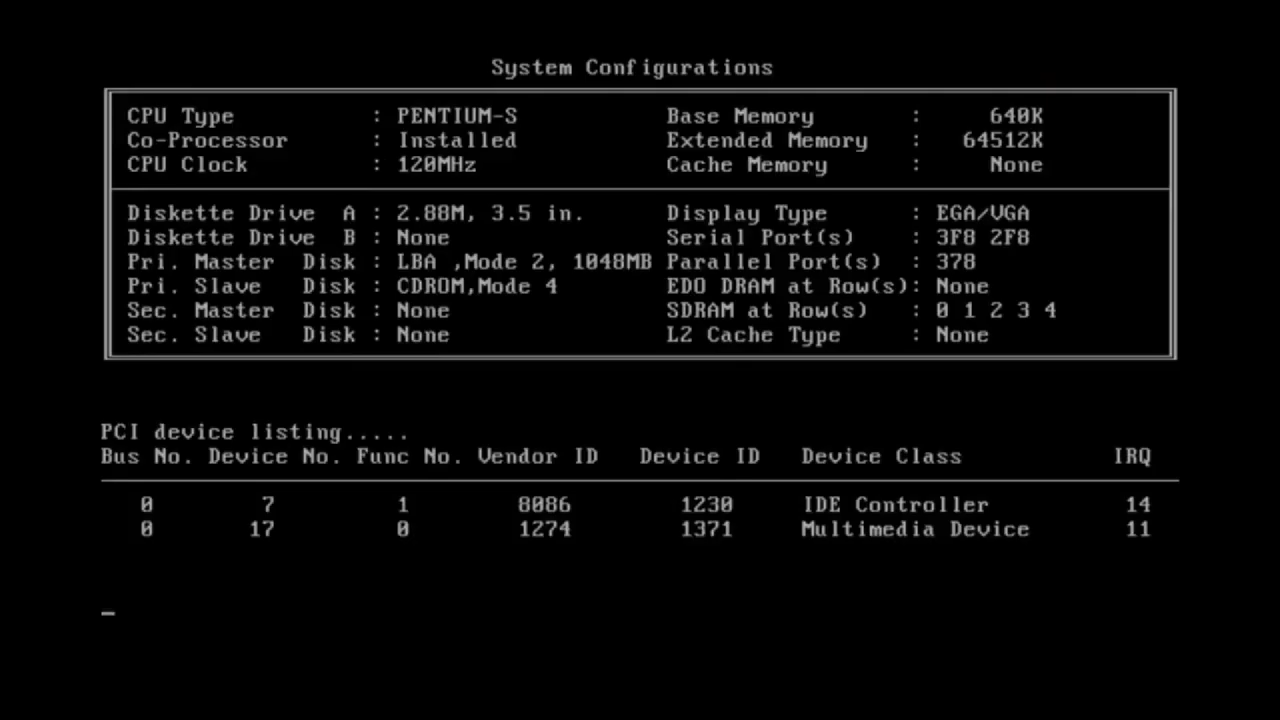 System Configurations
CPU Type : PENTIUM-S Base Memory : 640K
Co-Processor : Installed Extended Memory : 64512K
CPU Clock : 120MHz Cache Memory : None
Diskette Drive A : 2.88M, 3.5 in. Display Type : EGA/VGA
Diskette Drive B : None Serial Port(s) : 3F8 2F8
Pri. Master Disk : LBA ,Mode 2, 1048MB Parallel Port(s) : 378
Pri. Slave Disk : CDROM,Mode 4 EDO DRAM at Row(s): None
Sec. Master Disk : None SDRAM at Row(s) : 0 1 2 3 4
Sec. Slave Disk : None L2 Cache Type : None
PCI device listing.....
Bus No. Device No. Func No. Vendor ID Device ID Device Class IRQ
0 7 1 8086 1230 IDE Controller 14
0 17 0 1274 1371 Multimedia Device 11
_